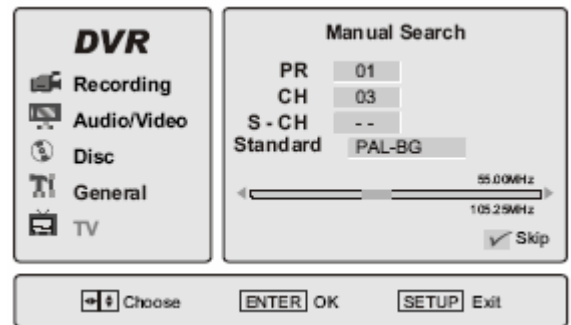 DVR
Recording
Audio/Video
Disc
General
TV
Manual Search
PR 01
CH 03
S - CH - -
Standard PAL-BG
55.00MHz
105.25MHz
Skip
Choose ENTER OK SETUP Exit